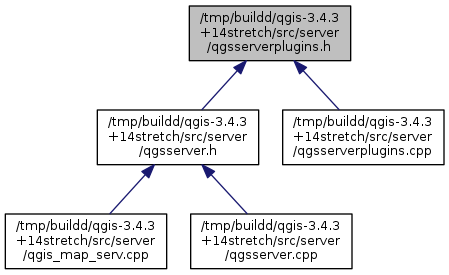 /tmp/buildd/qgis-3.4.3
+14stretch/src/server
/qgsserverplugins.h
/tmp/buildd/qgis-3.4.3
+14stretch/src/server
/qgsserver.h
/tmp/buildd/qgis-3.4.3
+14stretch/src/server
/qgsserverplugins.cpp
/tmp/buildd/qgis-3.4.3
+14stretch/src/server
/qgis_map_serv.cpp
/tmp/buildd/qgis-3.4.3
+14stretch/src/server
/qgsserver.cpp